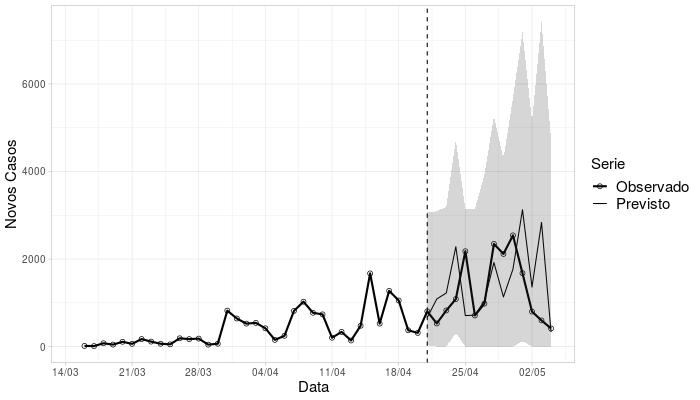 6000
4000
2000
0
Novos Casos
14/03 21/03 28/03 04/04 11/04 18/04 25/04 02/05
Data
Serie
Observado
Previsto